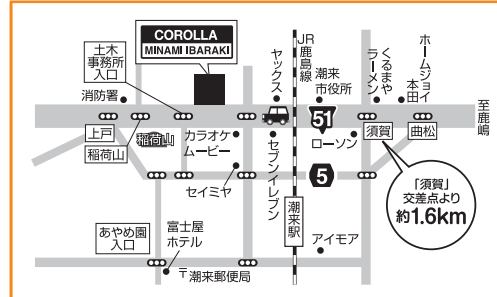 COROLLA
MINAMI IBARAKI
土木
事務所
入口
消防署
上戸
稲荷山
稲荷山
カラオケ
ムービー
セイミヤ
あやめ園
入口
富士屋
ホテル
〒潮来郵便局
ヤックス
セブンイレブン
JR鹿島線
潮来駅
潮来
市役所
51
ローソン
5
アイモア
くるまや
ラーメン
ホームジョイ
本田
須賀
曲松
至鹿嶋
「須賀」
交差点より
約1.6km